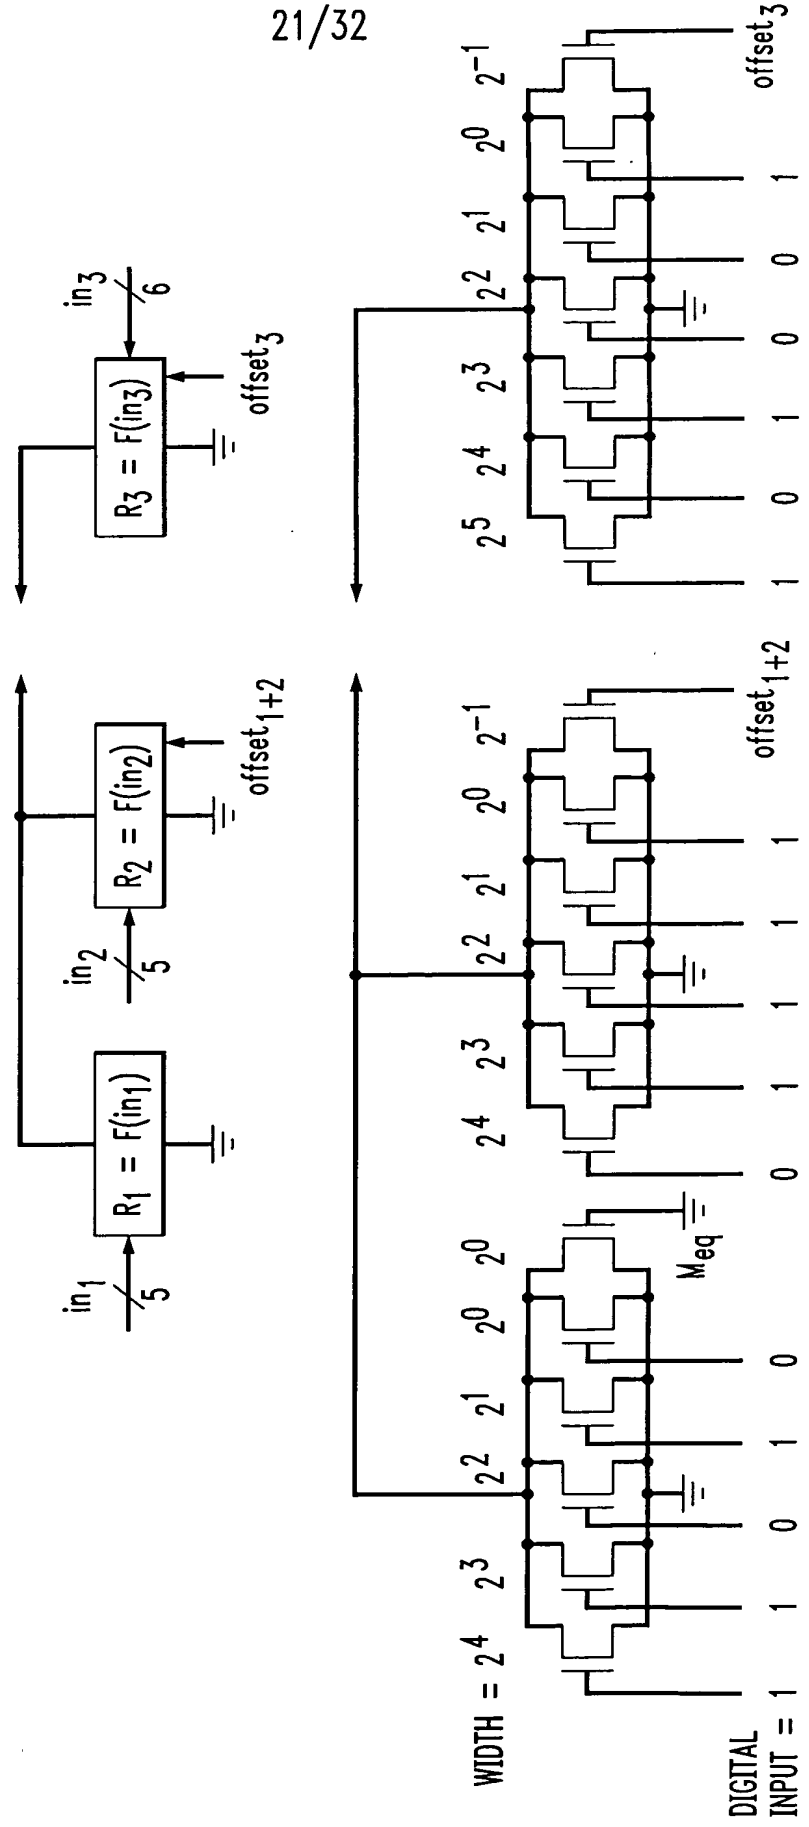 21/32
in1
5
R1 = F(in1)
in2
5
R2 = F(in2)
offset1+2
R3 = F(in3)
in3
6
offset3
WIDTH = 2^4 2^3 2^2 2^1 2^0 2^0
2^4 2^3 2^2 2^1 2^0 2^-1
2^5 2^4 2^3 2^2 2^1 2^0 2^-1
Meq
DIGITAL
INPUT = 1 1 0 1 0
0 1 1 1 1 offset1+2
1 0 1 0 0 1 offset3